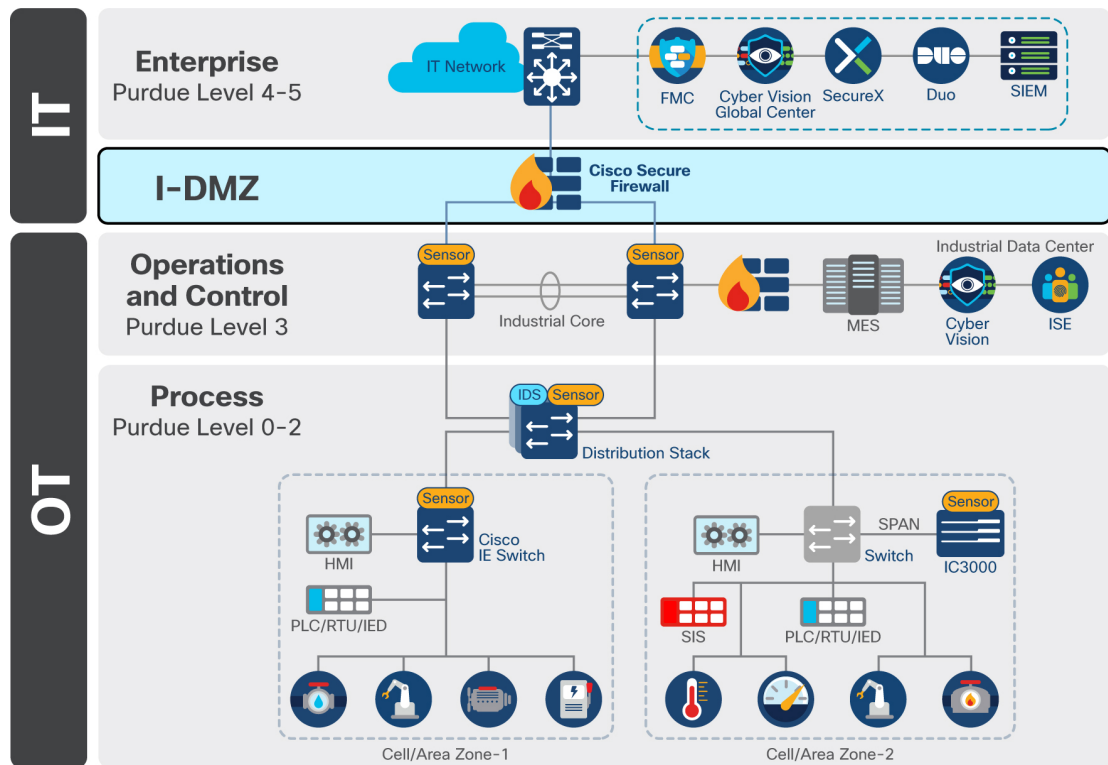 IT
Enterprise
Purdue Level 4-5
IT Network
FMC
Cyber Vision
Global Center
SecureX
DUO
Duo
SIEM
I-DMZ
Cisco Secure
Firewall
OT
Operations
and Control
Purdue Level 3
Sensor
Sensor
Industrial Core
Industrial Data Center
MES
Cyber
Vision
ISE
Process
Purdue Level 0-2
IDS
Sensor
Distribution Stack
Sensor
HMI
Cisco
IE Switch
PLC/RTU/IED
Cell/Area Zone-1
Sensor
SPAN
HMI
Switch
IC3000
SIS
PLC/RTU/IED
Cell/Area Zone-2